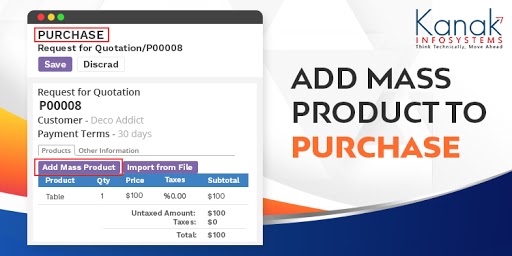 PURCHASE
Request for Quotation/P00008
Save Discrad
Request for Quotation
P00008
Customer - Deco Addict
Payment Terms - 30 days
Products Other Information
Add Mass Product Import from File
Product Qty Price Taxes Subtotal
Table 1 $100 %0.00 $100
Untaxed Amount: $100
Taxes: $0
Total: $100
Kanak
INFOSYSTEMS
Think Technically, Move Ahead
ADD MASS
PRODUCT TO
PURCHASE